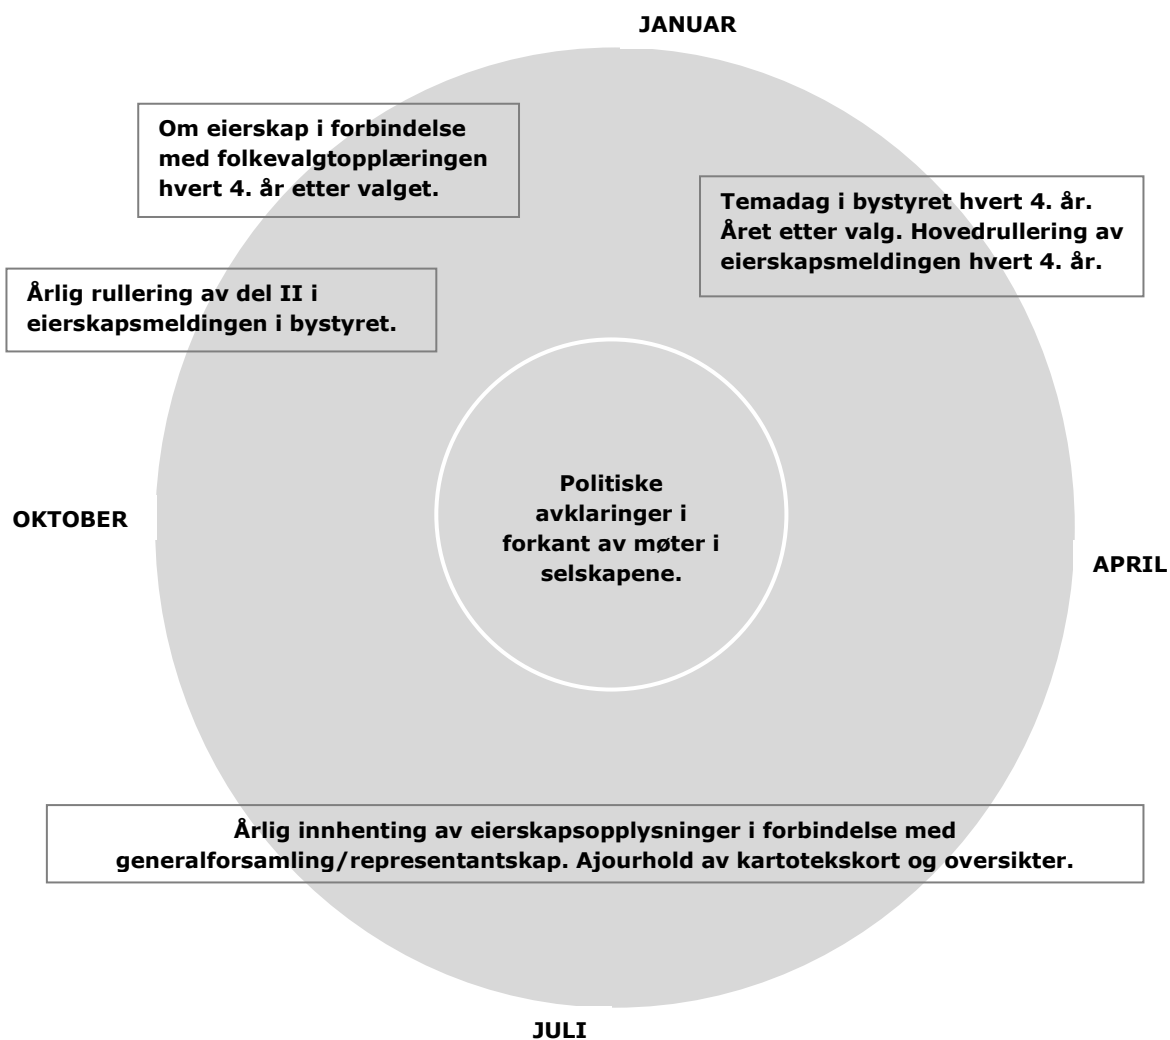 JANUAR
Om eierskap i forbindelse
med folkevalgtopplæringen
hvert 4. år etter valget.
Temadag i bystyret hvert 4. år.
Året etter valg. Hovedrullering av
eierskapsmeldingen hvert 4. år.
Årlig rullering av del II i
eierskapsmeldingen i bystyret.
Politiske
avklaringer i
forkant av møter i
selskapene.
OKTOBER
APRIL
Årlig innhenting av eierskapsopplysninger i forbindelse med
generalforsamling/representantskap. Ajourhold av kartotekskort og oversikter.
JULI